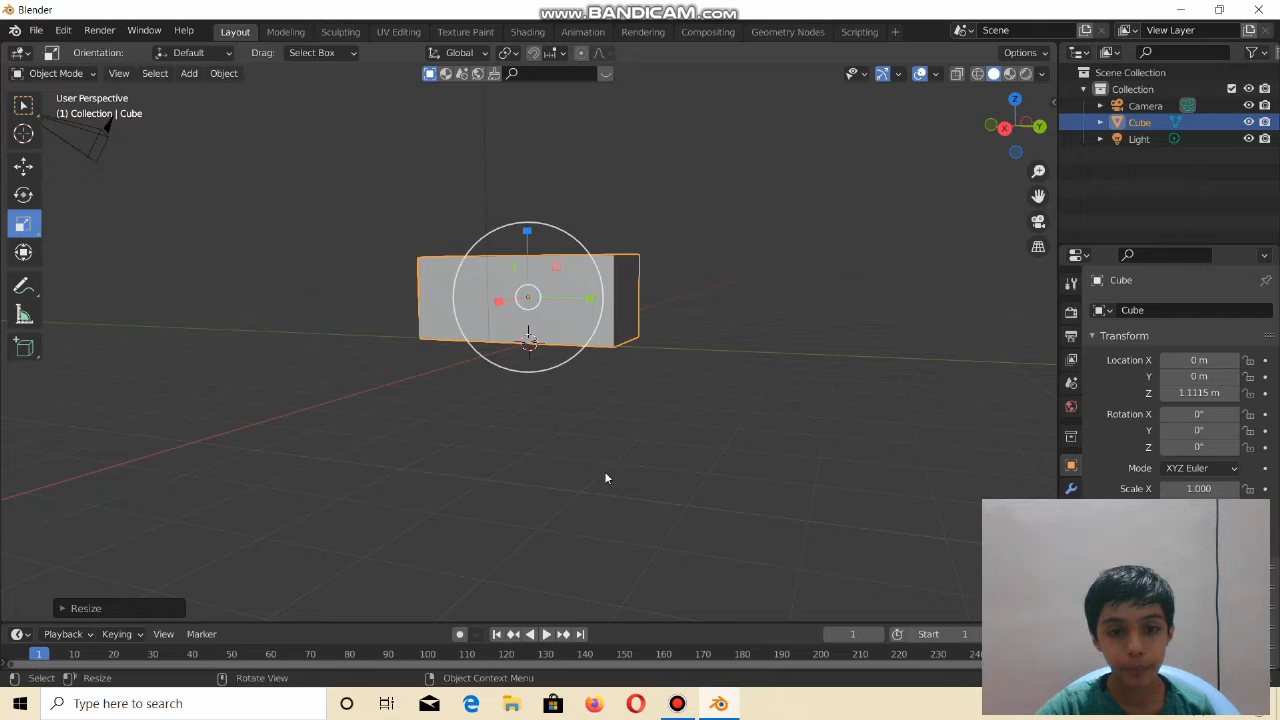 www.BANDICAM.com
Blender
File Edit Render Window Help Layout Modeling Sculpting UV Editing Texture Paint Shading Animation Rendering Compositing Geometry Nodes Scripting + Scene View Layer
Orientation: Default Drag: Select Box Global Options
Object Mode View Select Add Object
User Perspective
(1) Collection | Cube
Z
X
Y
Scene Collection
Collection
Camera
Cube
Light
Cube
Cube
Transform
Location X 0 m
Y 0 m
Z 1.1115 m
Rotation X 0°
Y 0°
Z 0°
Mode XYZ Euler
Scale X 1.000
Resize
Playback Keying View Marker 1 Start 1
1 10 20 30 40 50 60 70 80 90 100 110 120 130 140 150 160 170 180 190 200 210 220 230
Select Resize Rotate View Object Context Menu
Type here to search